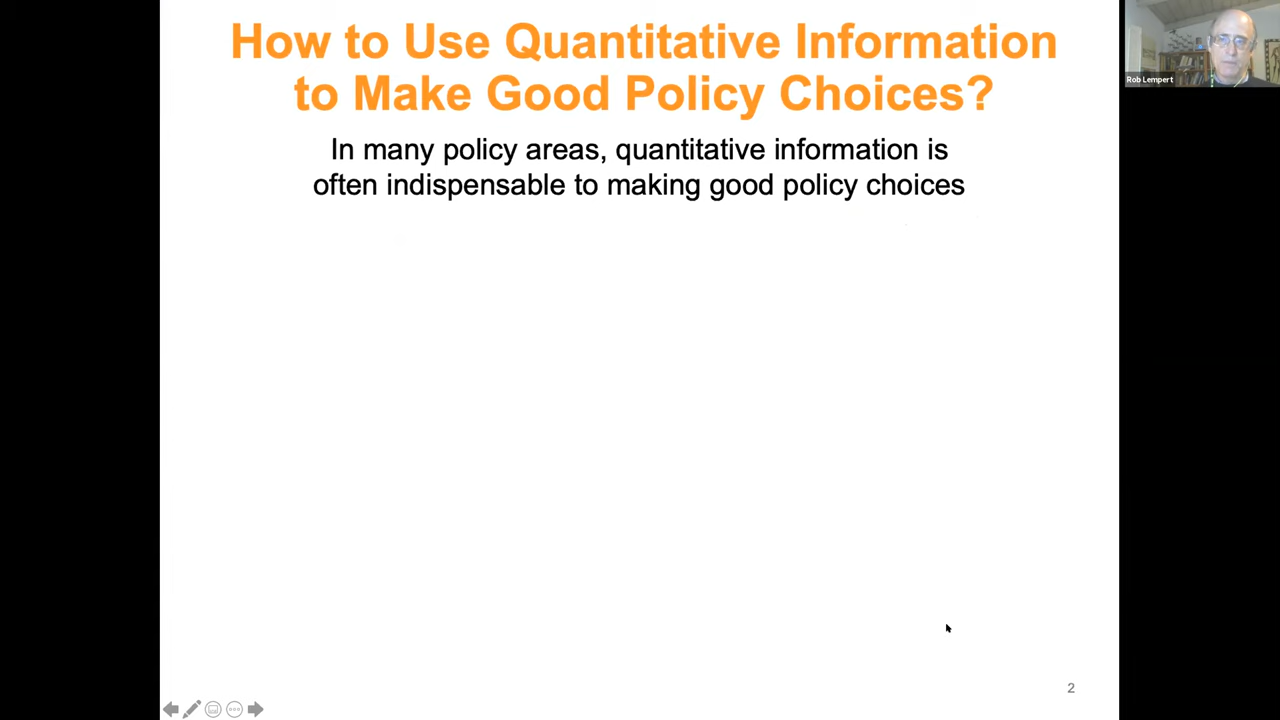 How to Use Quantitative Information
to Make Good Policy Choices?
Rob Lempert
In many policy areas, quantitative information is
often indispensable to making good policy choices
2